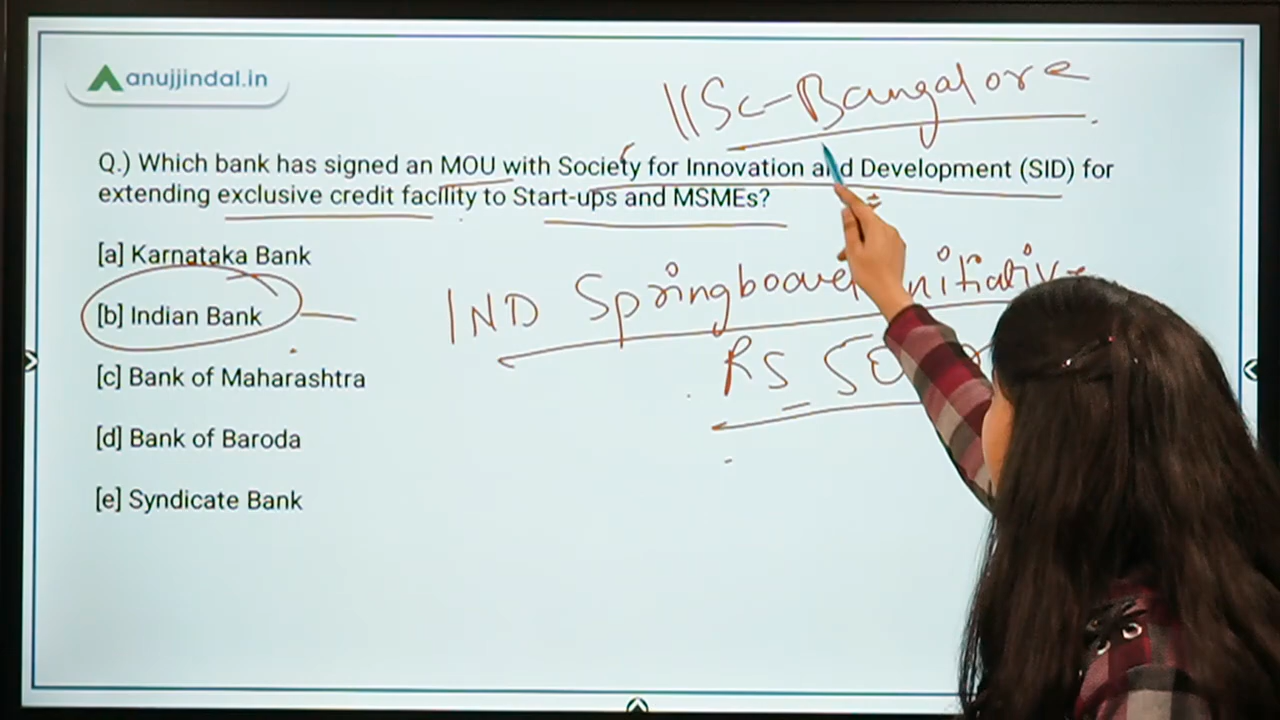 anujjindal.in
IISc-Bangalore
Q.) Which bank has signed an MOU with Society for Innovation and Development (SID) for
extending exclusive credit facility to Start-ups and MSMEs?
[a] Karnataka Bank
[b] Indian Bank
[c] Bank of Maharashtra
[d] Bank of Baroda
[e] Syndicate Bank
IND Springboard
RS 50